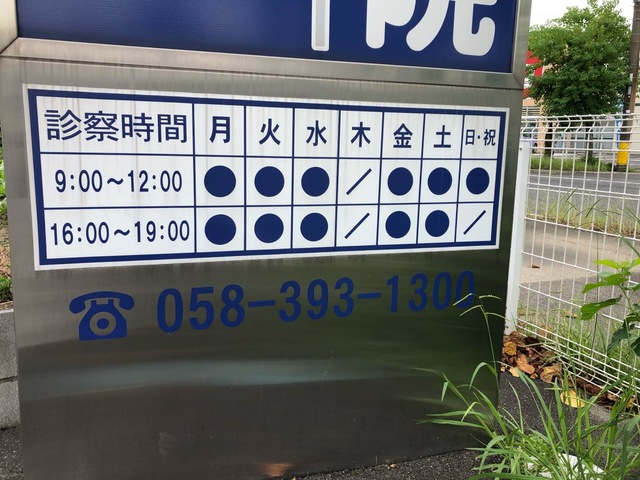 院
診察時間 月 火 水 木 金 土 日・祝
9:00～12:00 ● ● ● ／ ● ● ●
16:00～19:00 ● ● ● ／ ● ● ／
☎ 058-393-1300